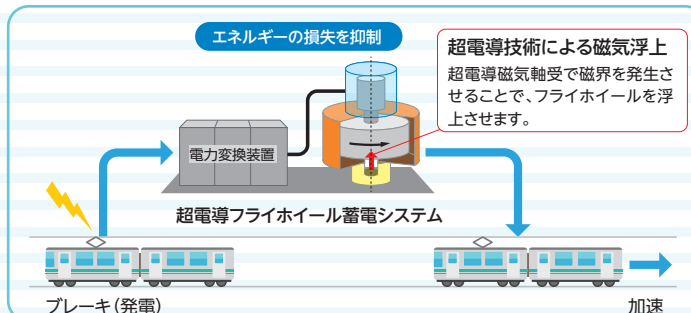 エネルギーの損失を抑制
超電導技術による磁気浮上
超電導磁気軸受で磁界を発生さ
せることで、フライホイールを浮
上させます。
電力変換装置
超電導フライホイール蓄電システム
ブレーキ(発電)
加速